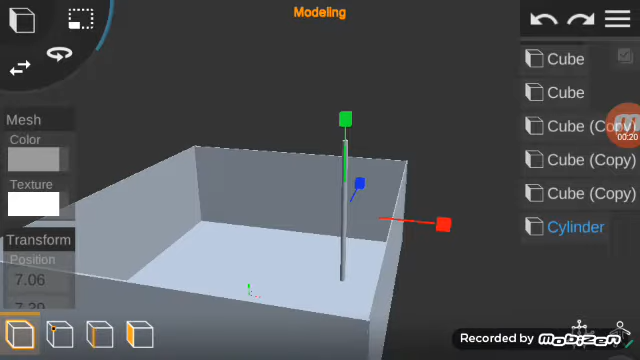 Modeling
Cube
Cube
Cube (Copy)
00:20
Cube (Copy)
Cube (Copy)
Cylinder
Mesh
Color
Texture
Transform
Position
7.06
Recorded by mobizen